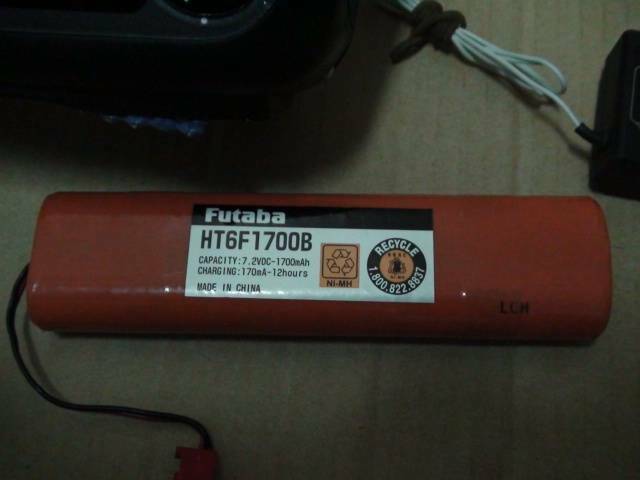 Futaba
HT6F1700B
CAPACITY:7.2VDC-1700mAh
CHARGING:170mA-12hours
MADE IN CHINA
NI-MH
RECYCLE
1.800.822.8837
LCH